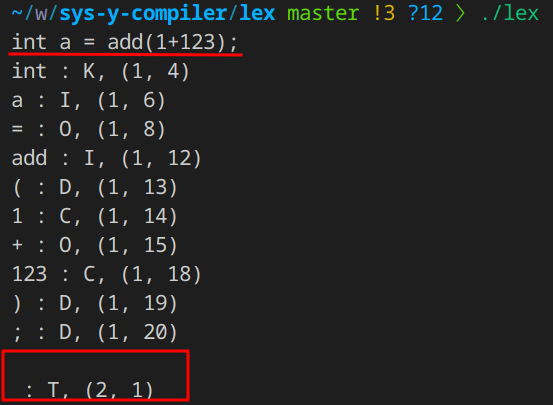 ~/w/sys-y-compiler/lex master !3 ?12 〉 ./lex
int a = add(1+123);
int : K, (1, 4)
a : I, (1, 6)
= : O, (1, 8)
add : I, (1, 12)
( : D, (1, 13)
1 : C, (1, 14)
+ : O, (1, 15)
123 : C, (1, 18)
) : D, (1, 19)
; : D, (1, 20)
: T, (2, 1)